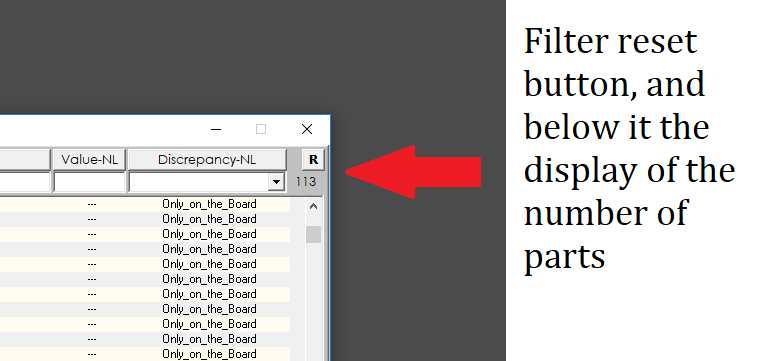 Filter reset
button, and
below it the
display of the
number of
parts
Value-NL Discrepancy-NL R
113
--- Only_on_the_Board
--- Only_on_the_Board
--- Only_on_the_Board
--- Only_on_the_Board
--- Only_on_the_Board
--- Only_on_the_Board
--- Only_on_the_Board
--- Only_on_the_Board
--- Only_on_the_Board
--- Only_on_the_Board
--- Only_on_the_Board